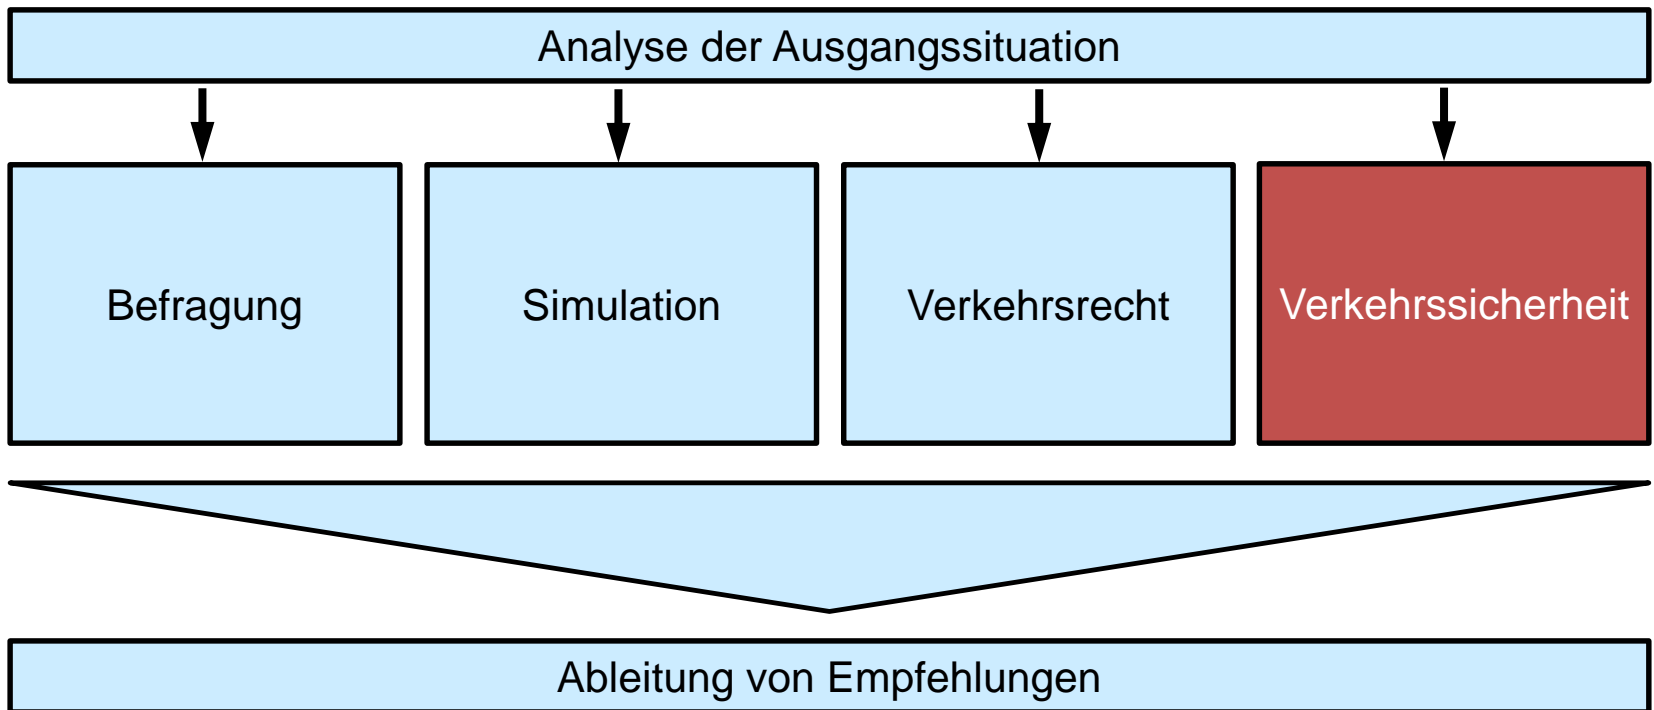 Analyse der Ausgangssituation
Befragung
Simulation
Verkehrsrecht
Verkehrssicherheit
Ableitung von Empfehlungen